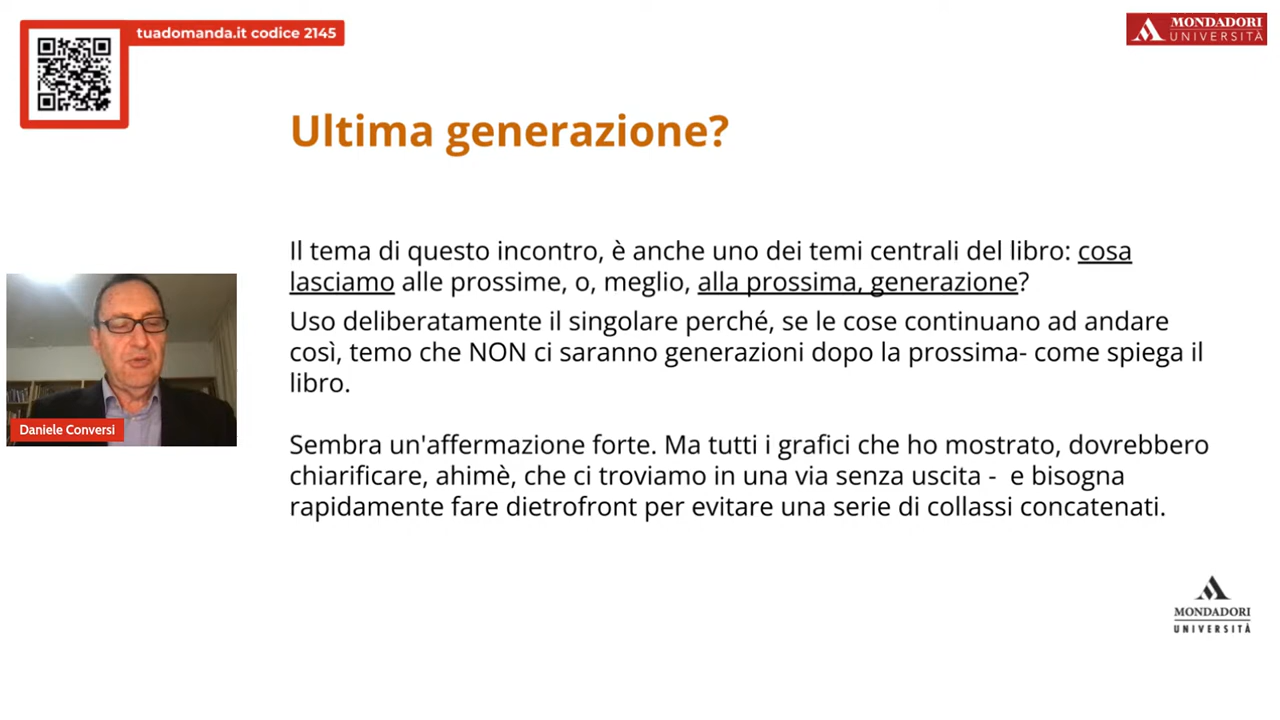 tuadomanda.it codice 2145
MONDADORI
UNIVERSITÀ
Ultima generazione?
Il tema di questo incontro, è anche uno dei temi centrali del libro: cosa
lasciamo alle prossime, o, meglio, alla prossima, generazione?
Uso deliberatamente il singolare perché, se le cose continuano ad andare
così, temo che NON ci saranno generazioni dopo la prossima- come spiega il
libro.
Sembra un'affermazione forte. Ma tutti i grafici che ho mostrato, dovrebbero
chiarificare, ahimè, che ci troviamo in una via senza uscita - e bisogna
rapidamente fare dietrofront per evitare una serie di collassi concatenati.
Daniele Conversi
MONDADORI
UNIVERSITÀ